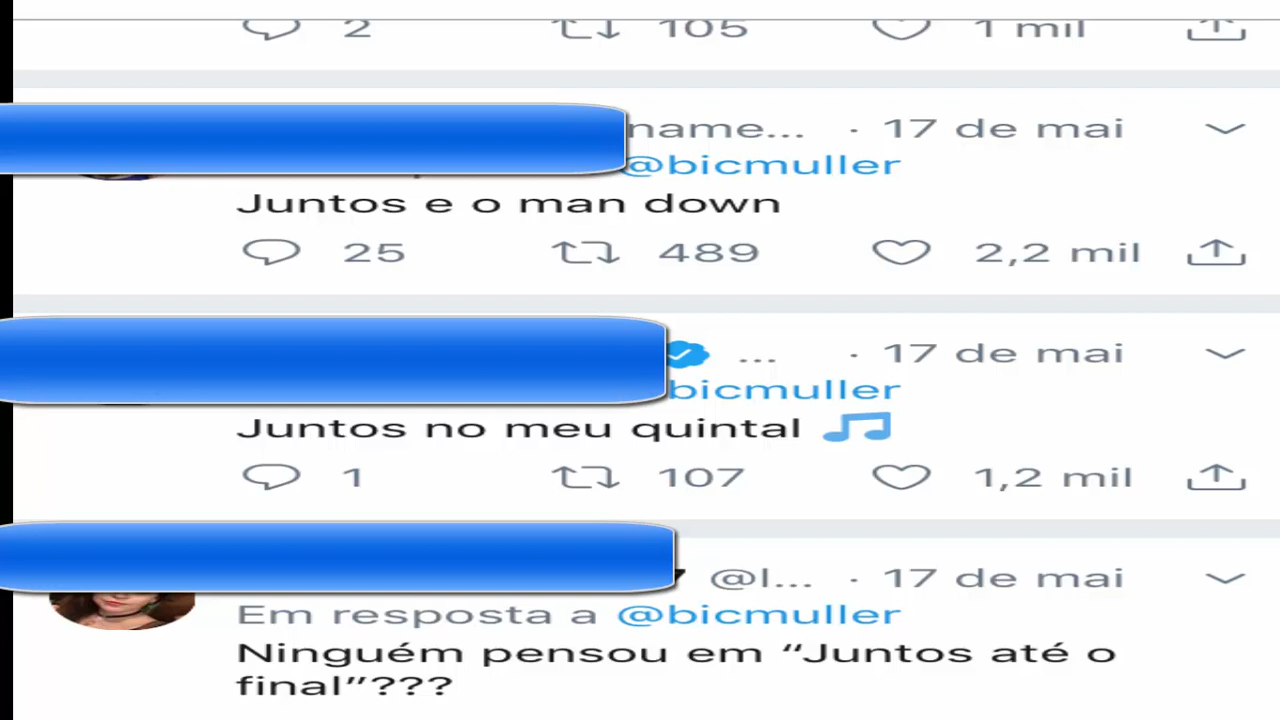 2 105 1 mil
name... · 17 de mai
@bicmuller
Juntos e o man down
25 489 2,2 mil
... · 17 de mai
bicmuller
Juntos no meu quintal 🎵
1 107 1,2 mil
@l... · 17 de mai
Em resposta a @bicmuller
Ninguém pensou em “Juntos até o
final”???